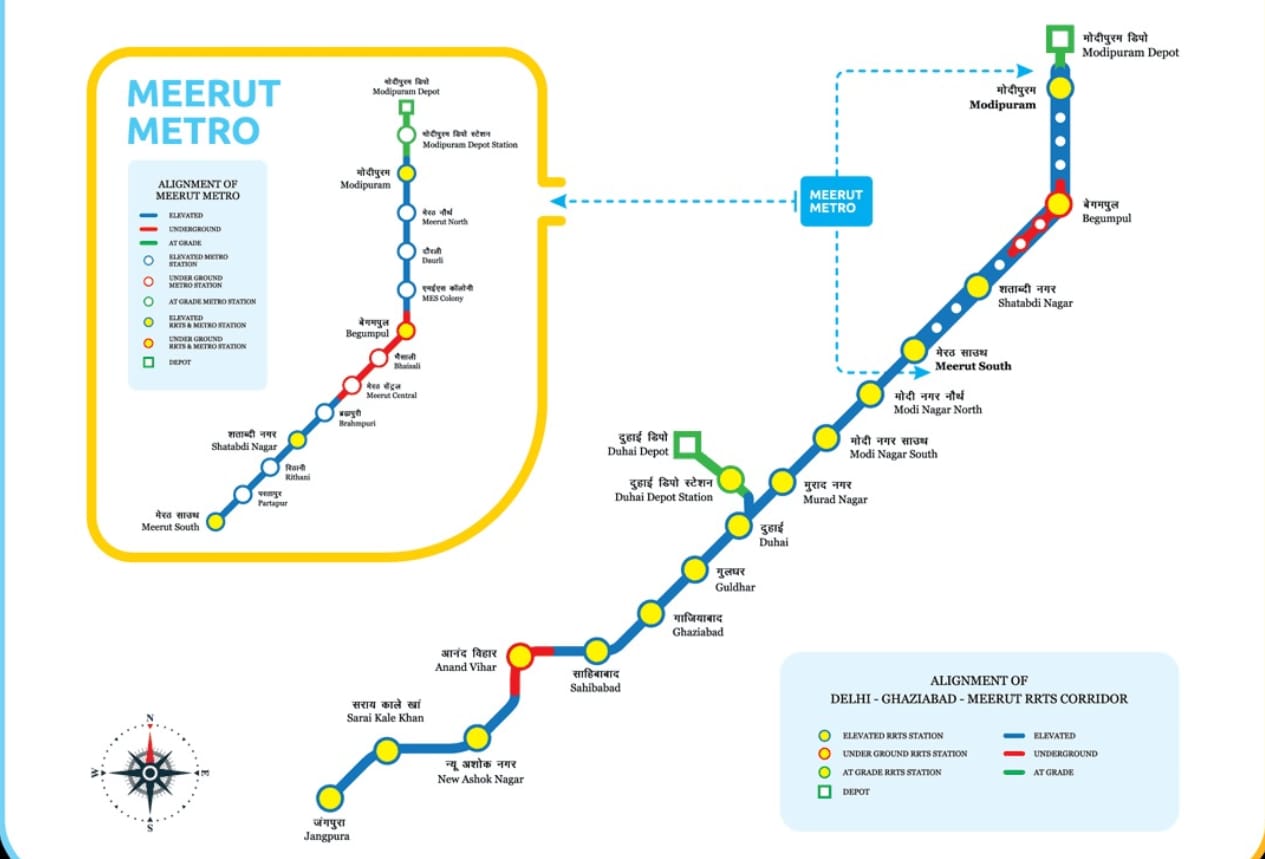 MEERUT
METRO
ALIGNMENT OF
MEERUT METRO
ELEVATED
UNDERGROUND
AT GRADE
ELEVATED METRO
STATION
UNDER GROUND
METRO STATION
AT GRADE METRO STATION
ELEVATED
RRTS & METRO STATION
UNDER GROUND
RRTS & METRO STATION
DEPOT
मोदीपुरम डिपो
Modipuram Depot
मोदीपुरम डिपो स्टेशन
Modipuram Depot Station
मोदीपुरम
Modipuram
मेरठ नौर्थ
Meerut North
दौरली
Daurli
एमईएस कॉलोनी
MES Colony
बेगमपुल
Begumpul
भैसाली
Bhaisali
मेरठ सेंट्रल
Meerut Central
ब्रह्मपुरी
Brahmpuri
शताब्दी नगर
Shatabdi Nagar
रिठानी
Rithani
परतापुर
Partapur
मेरठ साउथ
Meerut South
MEERUT
METRO
मोदीपुरम डिपो
Modipuram Depot
मोदीपुरम
Modipuram
बेगमपुल
Begumpul
शताब्दी नगर
Shatabdi Nagar
मेरठ साउथ
Meerut South
मोदी नगर नौर्थ
Modi Nagar North
मोदी नगर साउथ
Modi Nagar South
मुराद नगर
Murad Nagar
दुहाई डिपो
Duhai Depot
दुहाई डिपो स्टेशन
Duhai Depot Station
दुहाई
Duhai
गुलधर
Guldhar
गाजियाबाद
Ghaziabad
साहिबाबाद
Sahibabad
आनंद विहार
Anand Vihar
सराय काले खां
Sarai Kale Khan
न्यू अशोक नगर
New Ashok Nagar
जंगपुरा
Jangpura
N
W
E
S
ALIGNMENT OF
DELHI - GHAZIABAD - MEERUT RRTS CORRIDOR
ELEVATED RRTS STATION
UNDER GROUND RRTS STATION
AT GRADE RRTS STATION
DEPOT
ELEVATED
UNDERGROUND
AT GRADE